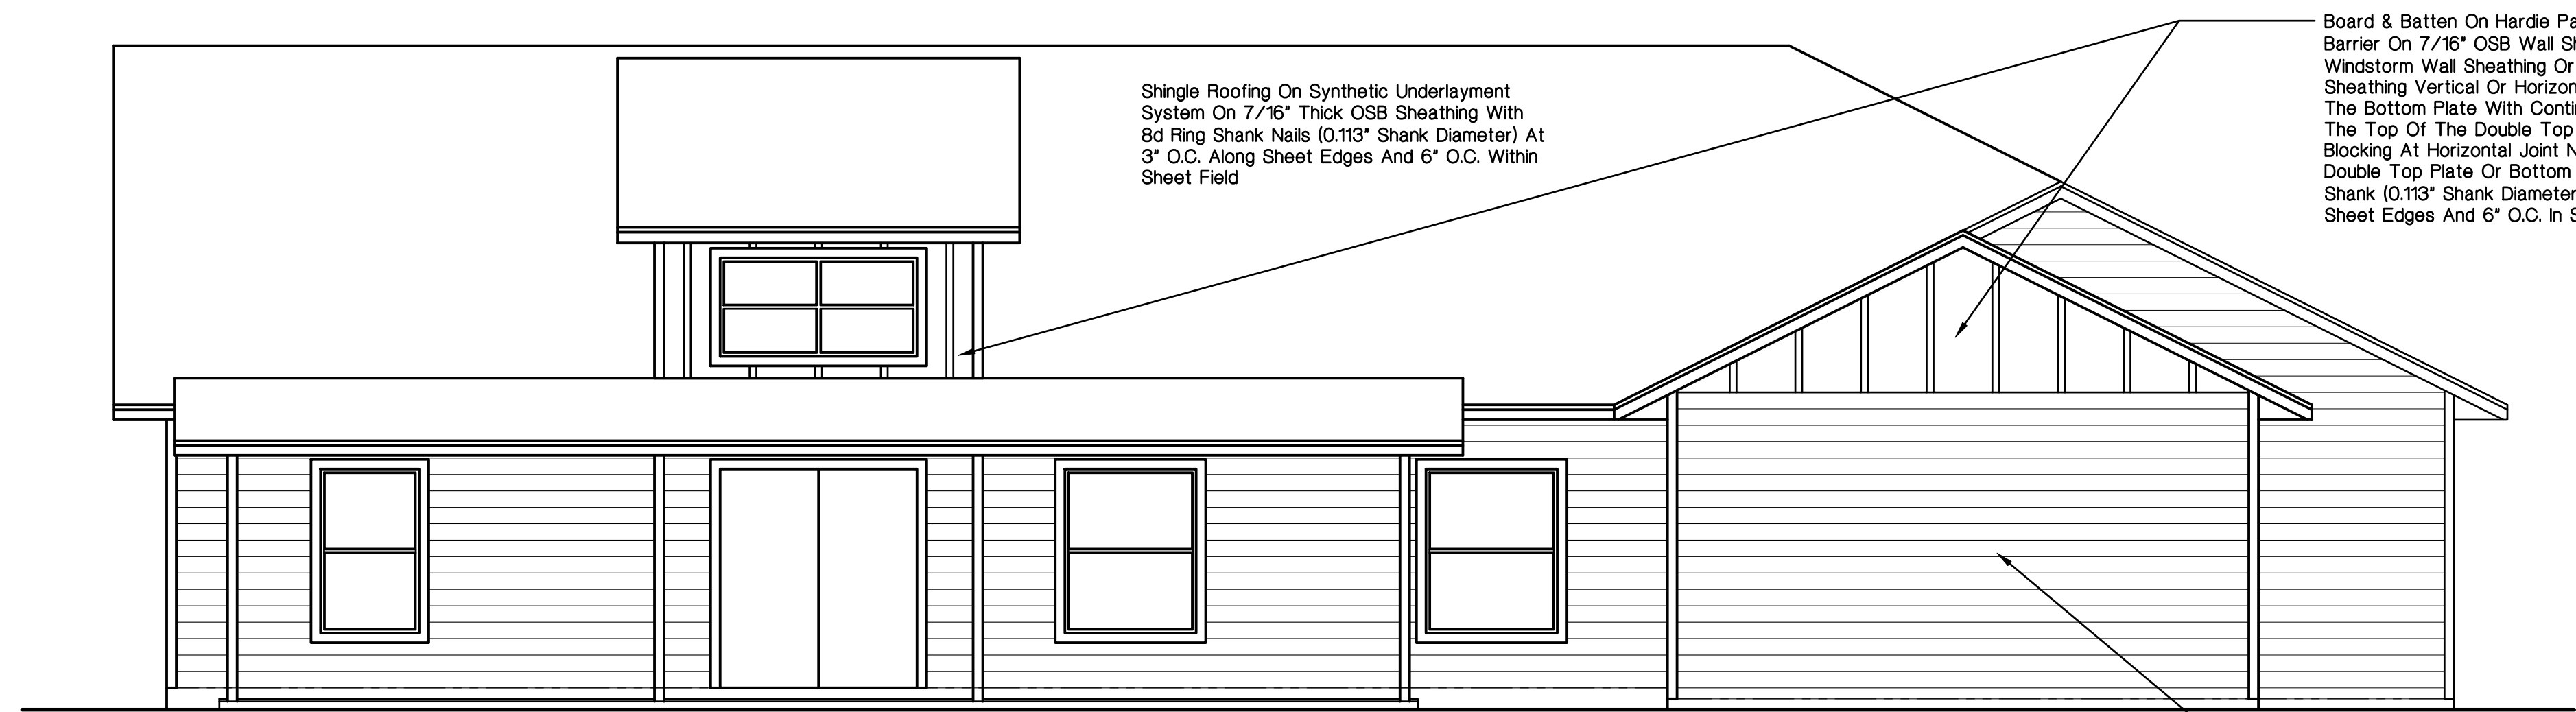 Shingle Roofing On Synthetic Underlayment
System On 7/16" Thick OSB Sheathing With
8d Ring Shank Nails (0.113" Shank Diameter) At
3" O.C. Along Sheet Edges And 6" O.C. Within
Sheet Field
Board & Batten On Hardie
Barrier On 7/16" OSB Wall
Windstorm Wall Sheathing Or
Sheathing Vertical Or
The Bottom Plate With
The Top Of The Double Top
Blocking At Horizontal Joint
Double Top Plate Or Bottom
Shank (0.113" Shank
Sheet Edges And 6" O.C. In